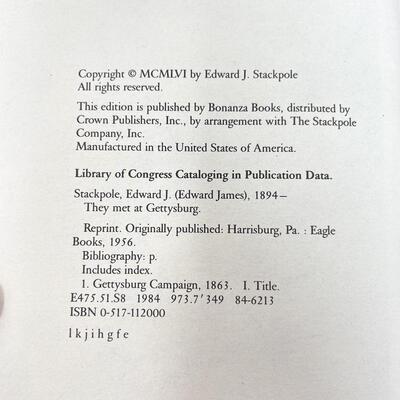 Copyright © MCMLVI by Edward J. Stackpole
All rights reserved.
This edition is published by Bonanza Books, distributed by
Crown Publishers, Inc., by arrangement with The Stackpole
Company, Inc.
Manufactured in the United States of America.
Library of Congress Cataloging in Publication Data.
Stackpole, Edward J. (Edward James), 1894–
They met at Gettysburg.
Reprint. Originally published: Harrisburg, Pa. : Eagle
Books, 1956.
Bibliography: p.
Includes index.
1. Gettysburg Campaign, 1863. I. Title.
E475.51.S8 1984 973.7'349 84-6213
ISBN 0-517-112000
l k j i h g f e